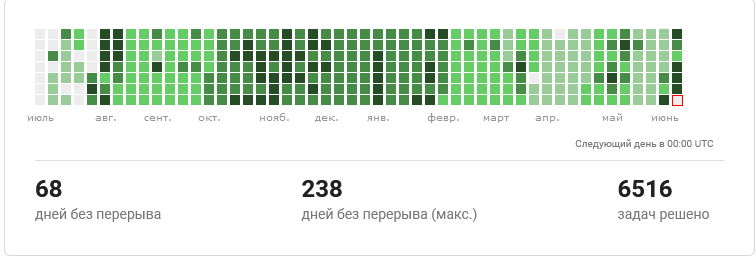 июль авг. сент. окт. нояб. дек. янв. февр. март апр. май июнь
Следующий день в 00:00 UTC
68 238 6516
дней без перерыва дней без перерыва (макс.) задач решено